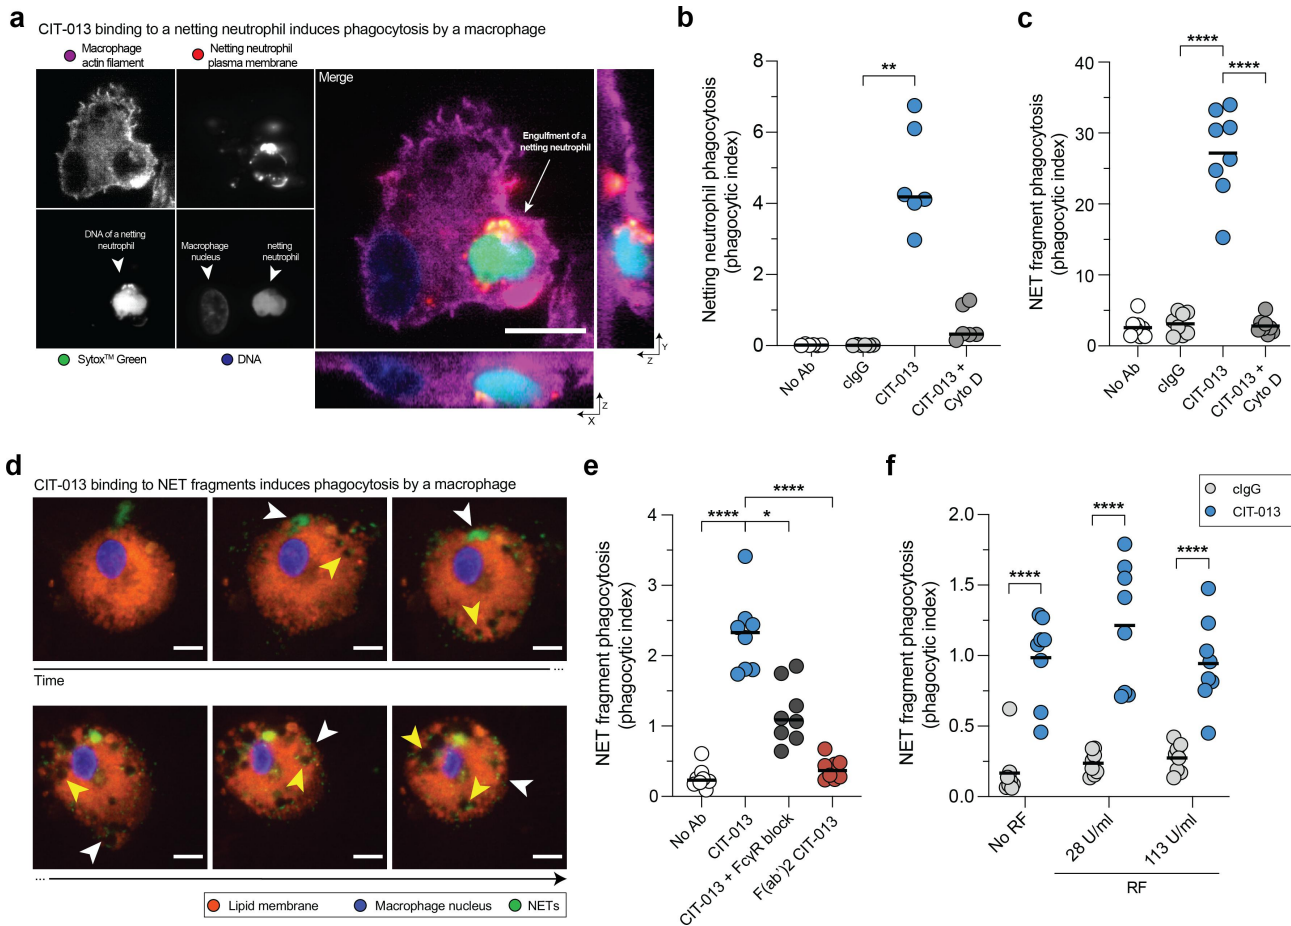 a
CIT-013 binding to a netting neutrophil induces phagocytosis by a macrophage
Macrophage
actin filament
Netting neutrophil
plasma membrane
Merge
Engulfment of a
netting neutrophil
DNA of a netting
neutrophil
Macrophage
nucleus
netting
neutrophil
Sytox™ Green
DNA
Y
Z
Z
X
b
Netting neutrophil phagocytosis
(phagocytic index)
8
6
4
2
0
**
No Ab
cIgG
CIT-013
CIT-013 +
Cyto D
c
NET fragment phagocytosis
(phagocytic index)
40
30
20
10
0
****
****
No Ab
cIgG
CIT-013
CIT-013 +
Cyto D
d
CIT-013 binding to NET fragments induces phagocytosis by a macrophage
...
Time
...
Lipid membrane
Macrophage nucleus
NETs
e
NET fragment phagocytosis
(phagocytic index)
4
3
2
1
0
****
****
*
No Ab
CIT-013
CIT-013 + FcγR block
F(ab')2 CIT-013
f
cIgG
CIT-013
NET fragment phagocytosis
(phagocytic index)
2.0
1.5
1.0
0.5
0.0
****
****
****
No RF
28 U/ml
113 U/ml
RF